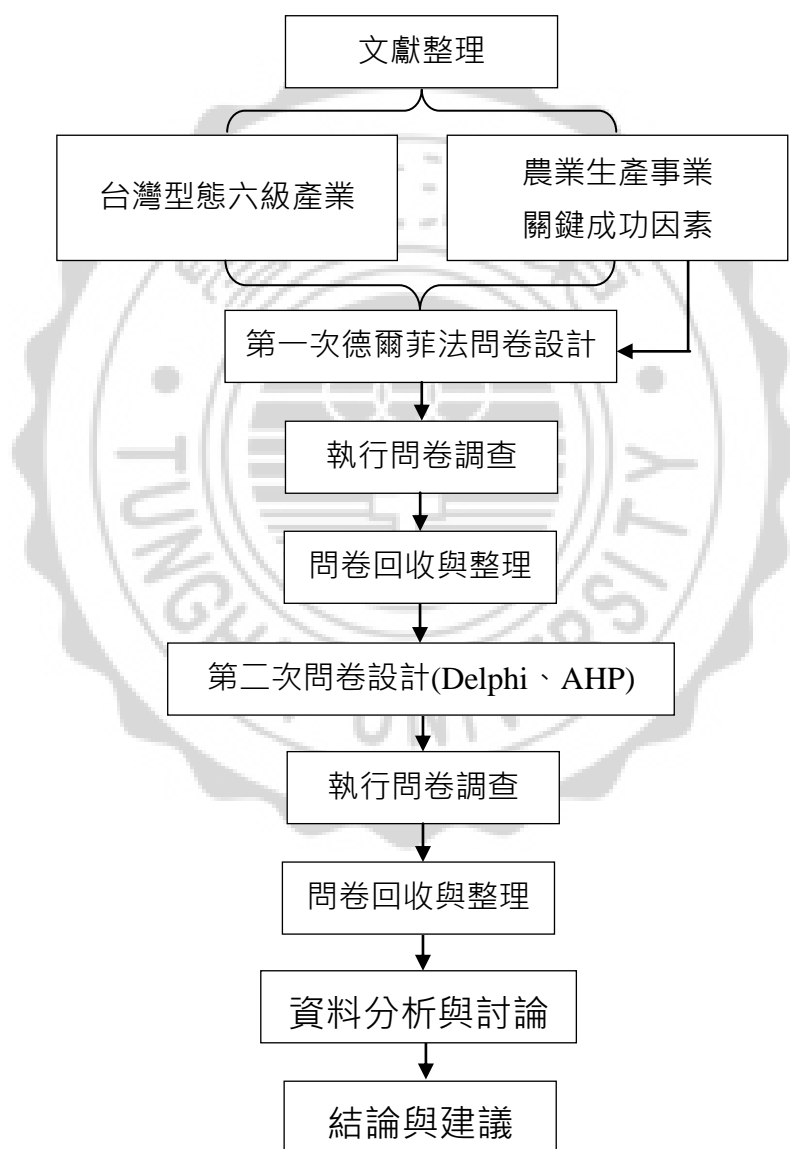 文獻整理
台灣型態六級產業
農業生產事業
關鍵成功因素
第一次德爾菲法問卷設計
執行問卷調查
問卷回收與整理
第二次問卷設計(Delphi、AHP)
執行問卷調查
問卷回收與整理
資料分析與討論
結論與建議
TUNGHAI UNIVERSITY